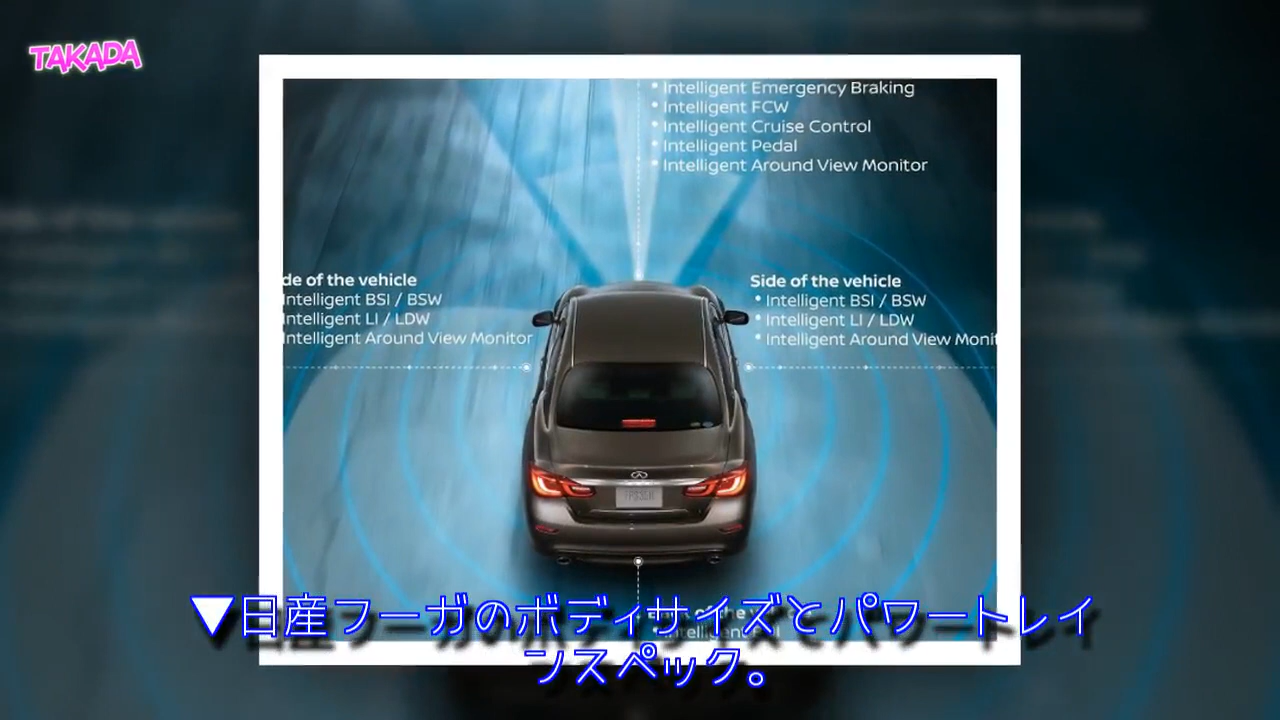 TAKADA
• Intelligent Emergency Braking
• Intelligent FCW
• Intelligent Cruise Control
• Intelligent Pedal
• Intelligent Around View Monitor
de of the vehicle
Intelligent BSI / BSW
Intelligent LI / LDW
Intelligent Around View Monitor
Side of the vehicle
• Intelligent BSI / BSW
• Intelligent LI / LDW
• Intelligent Around View Monit
▼日産フーガのボディサイズとパワートレイ
ンスペック。